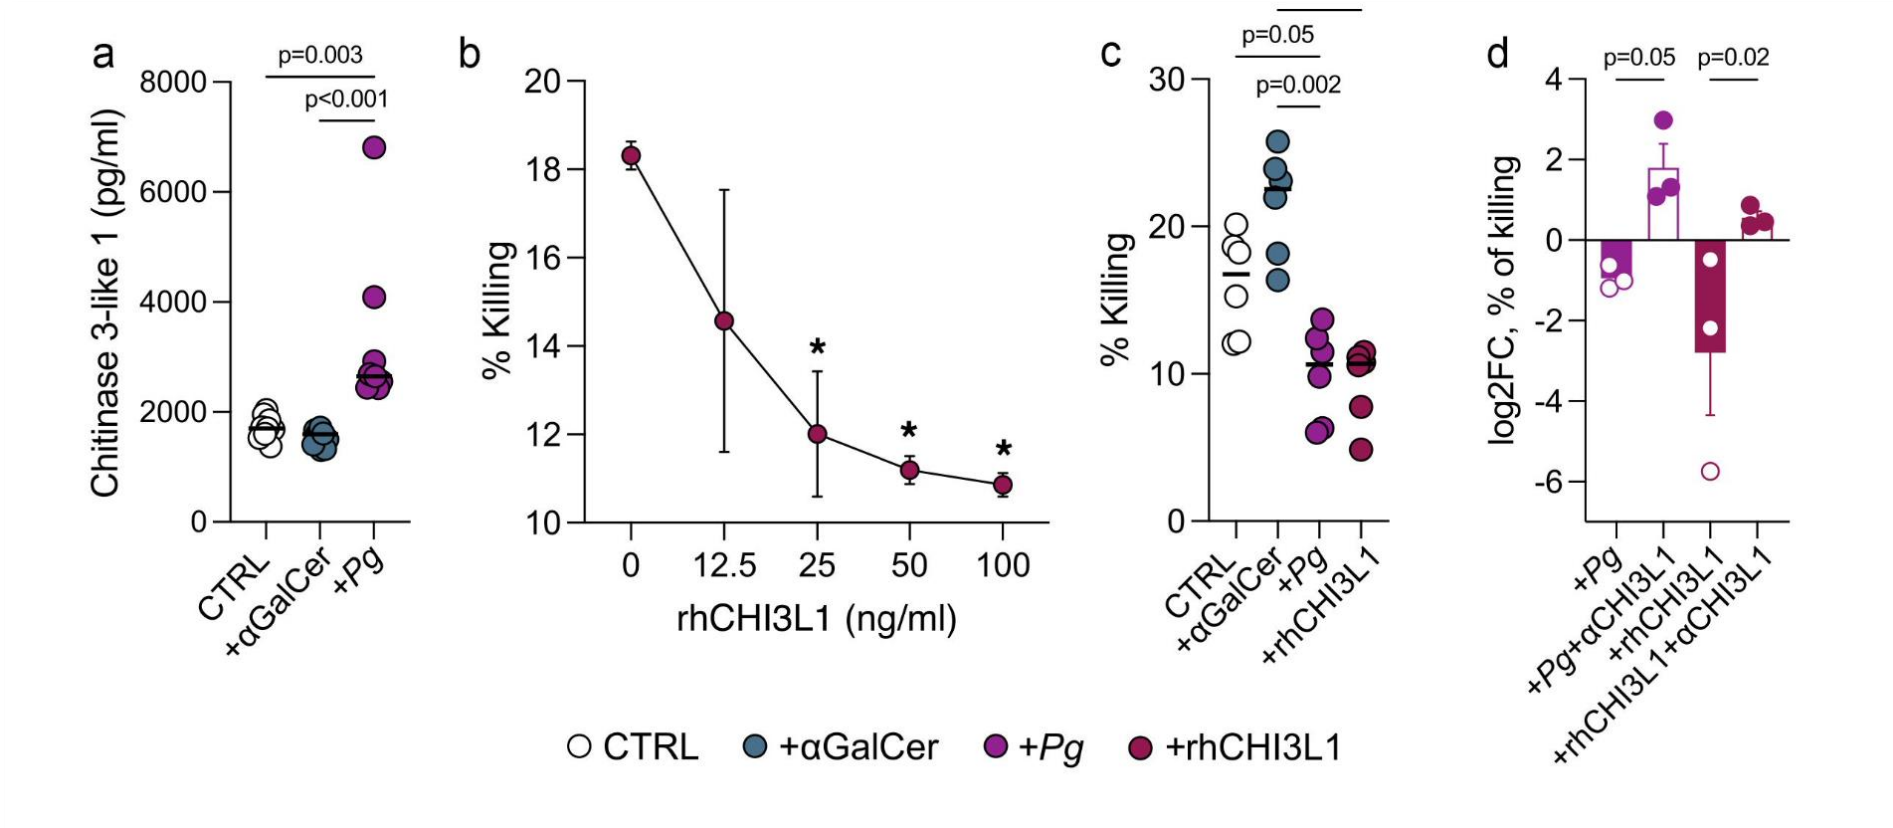 a
p=0.003
p<0.001
Chitinase 3-like 1 (pg/ml)
8000
6000
4000
2000
0
CTRL
+αGalCer
+Pg
b
% Killing
20
18
16
14
12
10
*
*
*
0 12.5 25 50 100
rhCHI3L1 (ng/ml)
c
p=0.05
p=0.002
% Killing
30
20
10
0
CTRL
+αGalCer
+Pg
+rhCHI3L1
d
p=0.05 p=0.02
log2FC, % of killing
4
2
0
-2
-4
-6
+Pg
+Pg+αCHI3L1
+rhCHI3L1
+rhCHI3L1+αCHI3L1
CTRL +αGalCer +Pg +rhCHI3L1